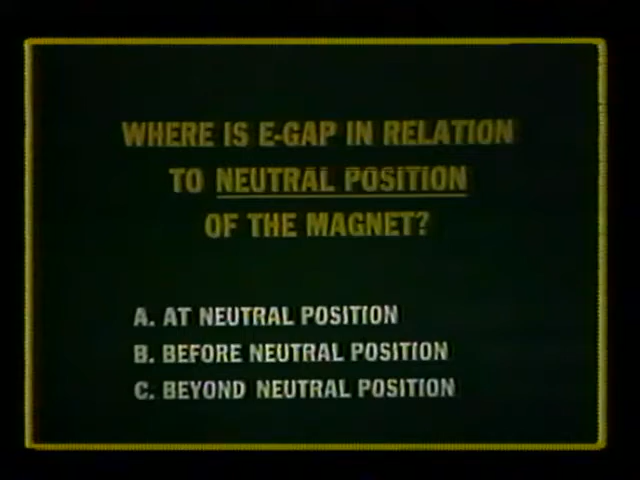 WHERE IS E-GAP IN RELATION
TO NEUTRAL POSITION
OF THE MAGNET?
A. AT NEUTRAL POSITION
B. BEFORE NEUTRAL POSITION
C. BEYOND NEUTRAL POSITION